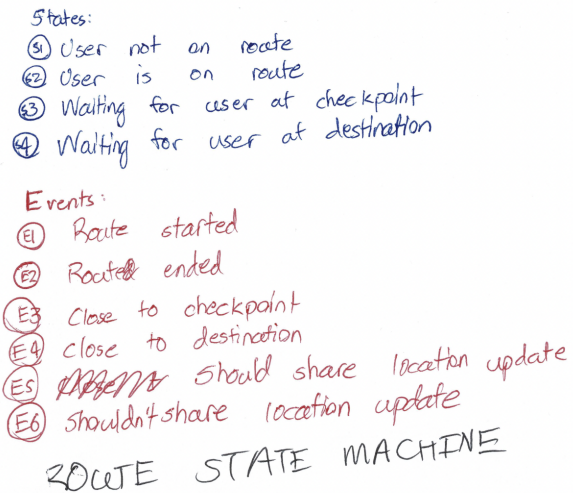 States:
S1 User not on route
S2 User is on route
S3 Waiting for user at checkpoint
S4 Waiting for user at destination
Events:
E1 Route started
E2 Route ended
E3 Close to checkpoint
E4 close to destination
E5 should share location update
E6 shouldn't share location update
ROUTE STATE MACHINE